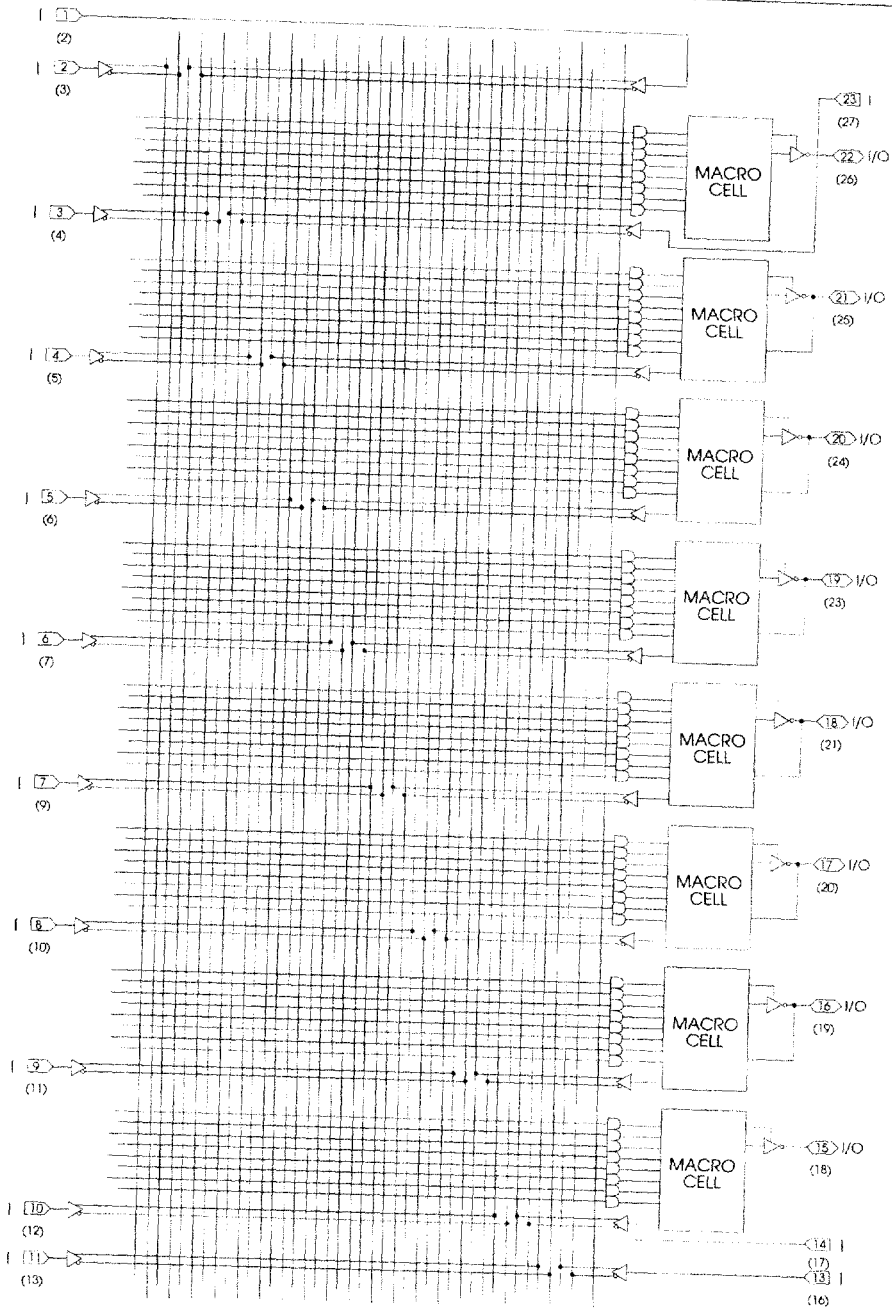 I 1
(2)
I 2
(3)
23 I
(27)
MACRO
CELL
22 I/O
(26)
I 3
(4)
MACRO
CELL
21 I/O
(25)
I 4
(5)
MACRO
CELL
20 I/O
(24)
I 5
(6)
MACRO
CELL
19 I/O
(23)
I 6
(7)
MACRO
CELL
18 I/O
(21)
I 7
(9)
MACRO
CELL
17 I/O
(20)
I 8
(10)
MACRO
CELL
16 I/O
(19)
I 9
(11)
MACRO
CELL
15 I/O
(18)
I 10
(12)
14 I
(17)
I 11
(13)
13 I
(16)